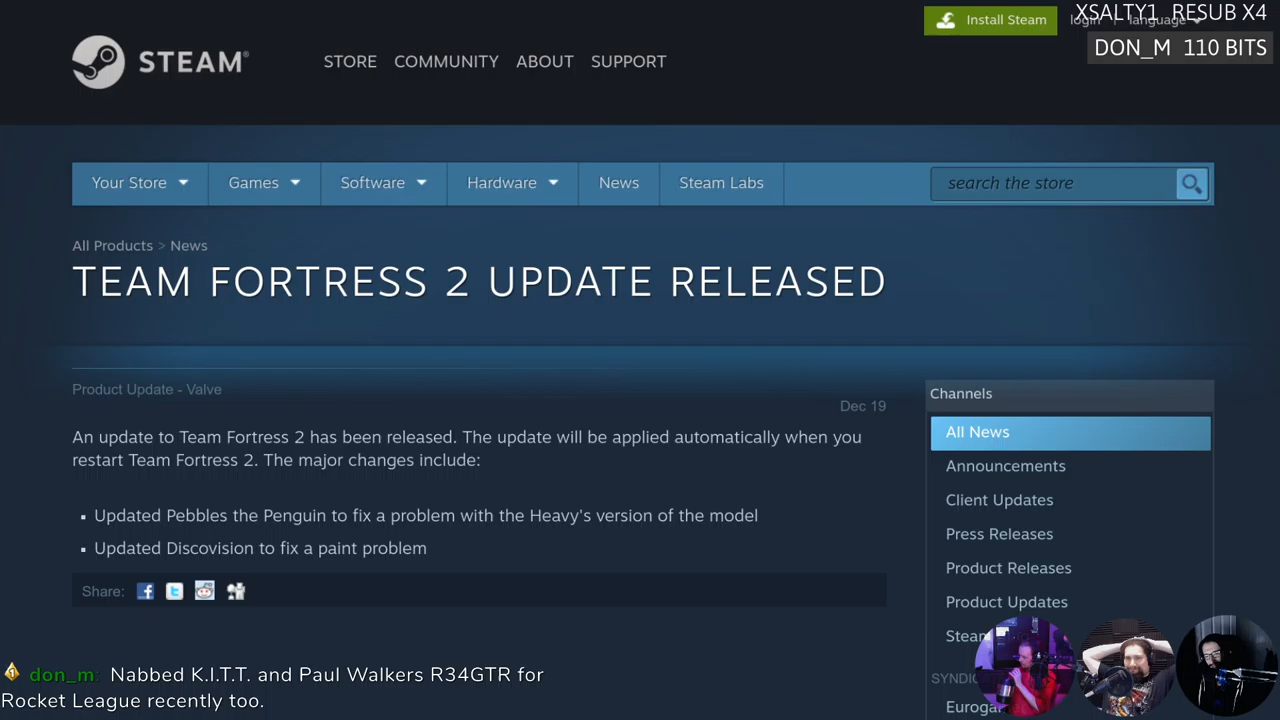 XSALTY1 RESUB X4
Install Steam
login | language
DON_M 110 BITS
STEAM®
STORE COMMUNITY ABOUT SUPPORT
Your Store Games Software Hardware News Steam Labs
search the store
All Products > News
TEAM FORTRESS 2 UPDATE RELEASED
Product Update - Valve
Dec 19
An update to Team Fortress 2 has been released. The update will be applied automatically when you
restart Team Fortress 2. The major changes include:
▪ Updated Pebbles the Penguin to fix a problem with the Heavy's version of the model
▪ Updated Discovision to fix a paint problem
Share:
Channels
All News
Announcements
Client Updates
Press Releases
Product Releases
Product Updates
Steam
SYNDIC
Euroga
don_m: Nabbed K.I.T.T. and Paul Walkers R34GTR for
Rocket League recently too.